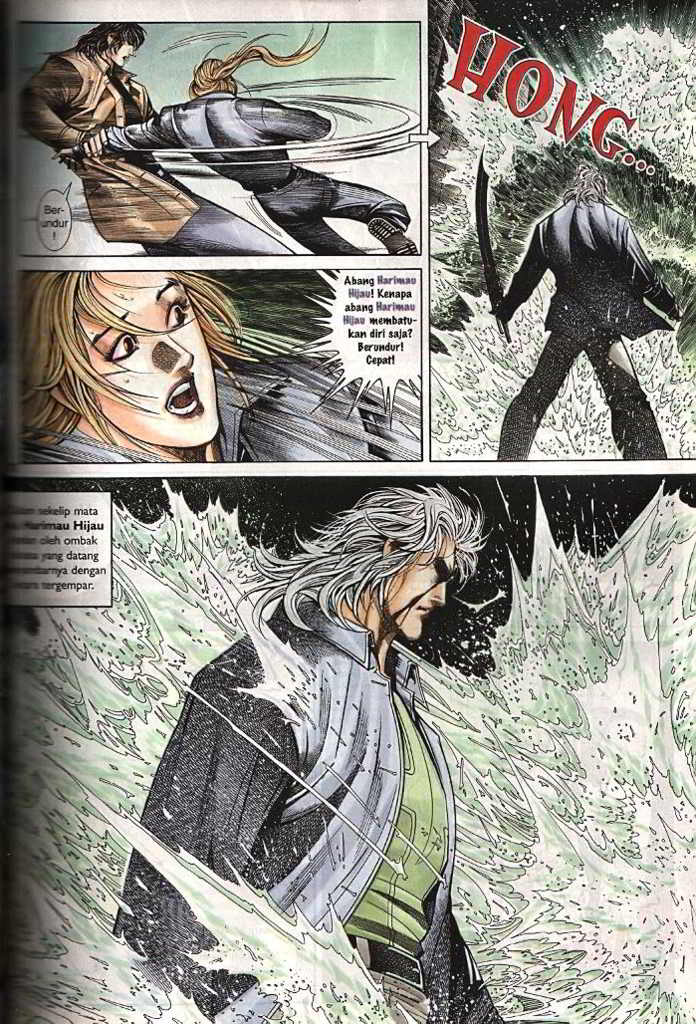 Ber-
undur
!
HONG...
Abang Harimau
Hijau! Kenapa
abang Harimau
Hijau membatu-
kan diri saja?
Berundur!
Cepat!
sekelip mata
Harimau Hijau
oleh ombak
yang datang
dengan
tergempar.